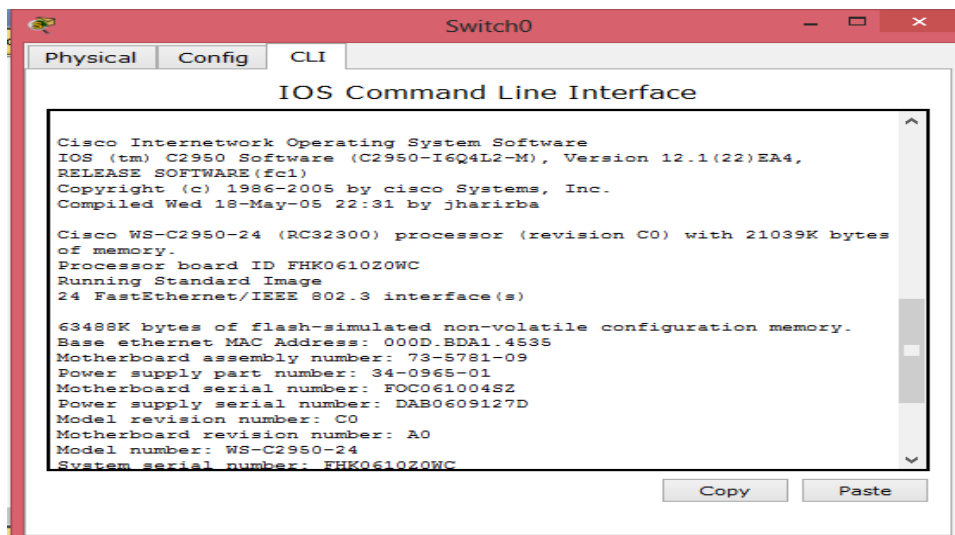 Switch0
Physical Config CLI
IOS Command Line Interface
Cisco Internetwork Operating System Software
IOS (tm) C2950 Software (C2950-I6Q4L2-M), Version 12.1(22)EA4,
RELEASE SOFTWARE(fc1)
Copyright (c) 1986-2005 by cisco Systems, Inc.
Compiled Wed 18-May-05 22:31 by jharirba
Cisco WS-C2950-24 (RC32300) processor (revision C0) with 21039K bytes
of memory.
Processor board ID FHK0610Z0WC
Running Standard Image
24 FastEthernet/IEEE 802.3 interface(s)
63488K bytes of flash-simulated non-volatile configuration memory.
Base ethernet MAC Address: 000D.BDA1.4535
Motherboard assembly number: 73-5781-09
Power supply part number: 34-0965-01
Motherboard serial number: FOC061004SZ
Power supply serial number: DAB0609127D
Model revision number: C0
Motherboard revision number: A0
Model number: WS-C2950-24
System serial number: FHK0610Z0WC
Copy Paste